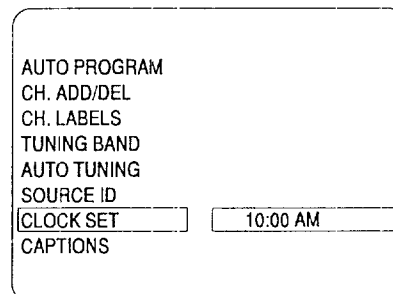 AUTO PROGRAM
CH. ADD/DEL
CH. LABELS
TUNING BAND
AUTO TUNING
SOURCE ID
CLOCK SET 10:00 AM
CAPTIONS